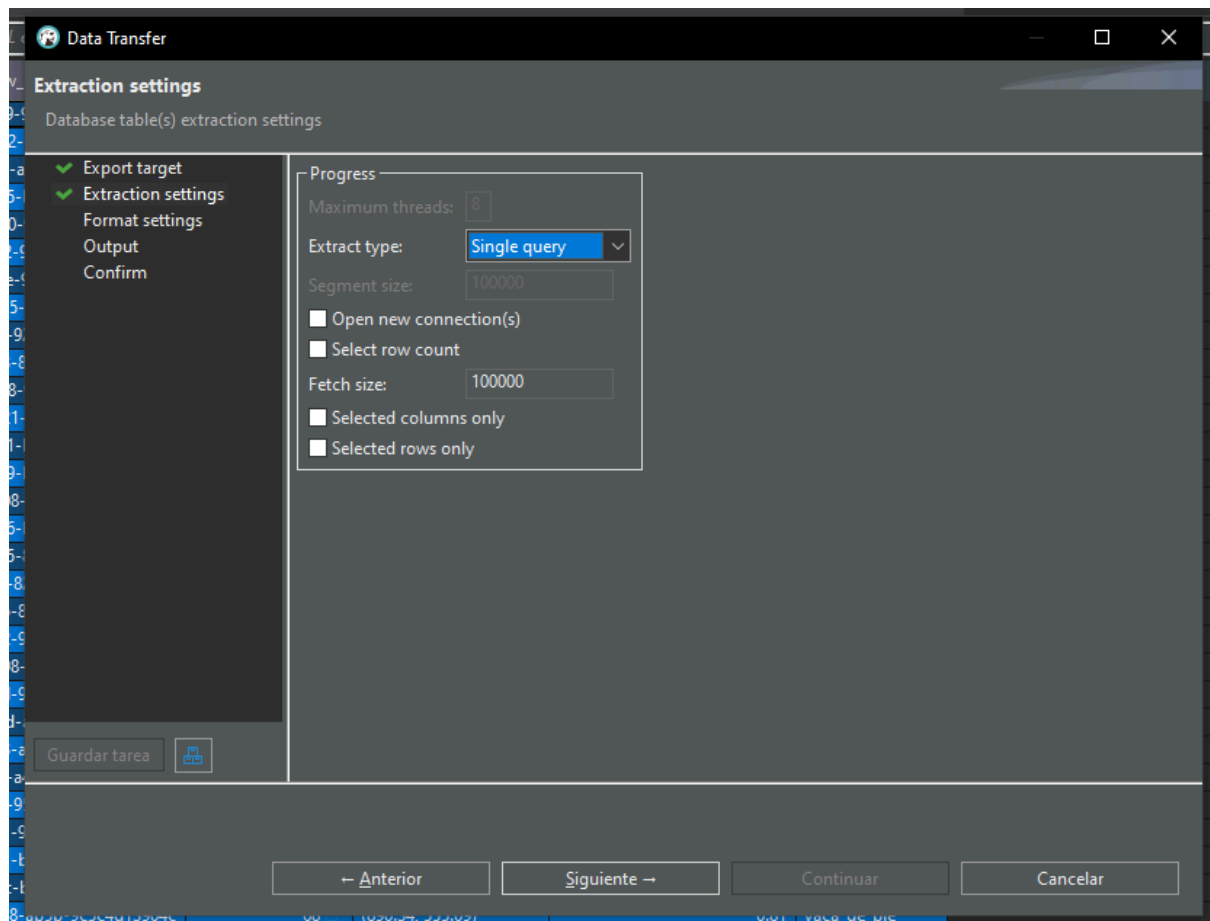 Data Transfer
Extraction settings
Database table(s) extraction settings
Export target
Extraction settings
Format settings
Output
Confirm
Progress
Maximum threads: 8
Extract type: Single query
Segment size: 100000
Open new connection(s)
Select row count
Fetch size: 100000
Selected columns only
Selected rows only
Guardar tarea
← Anterior
Siguiente →
Continuar
Cancelar